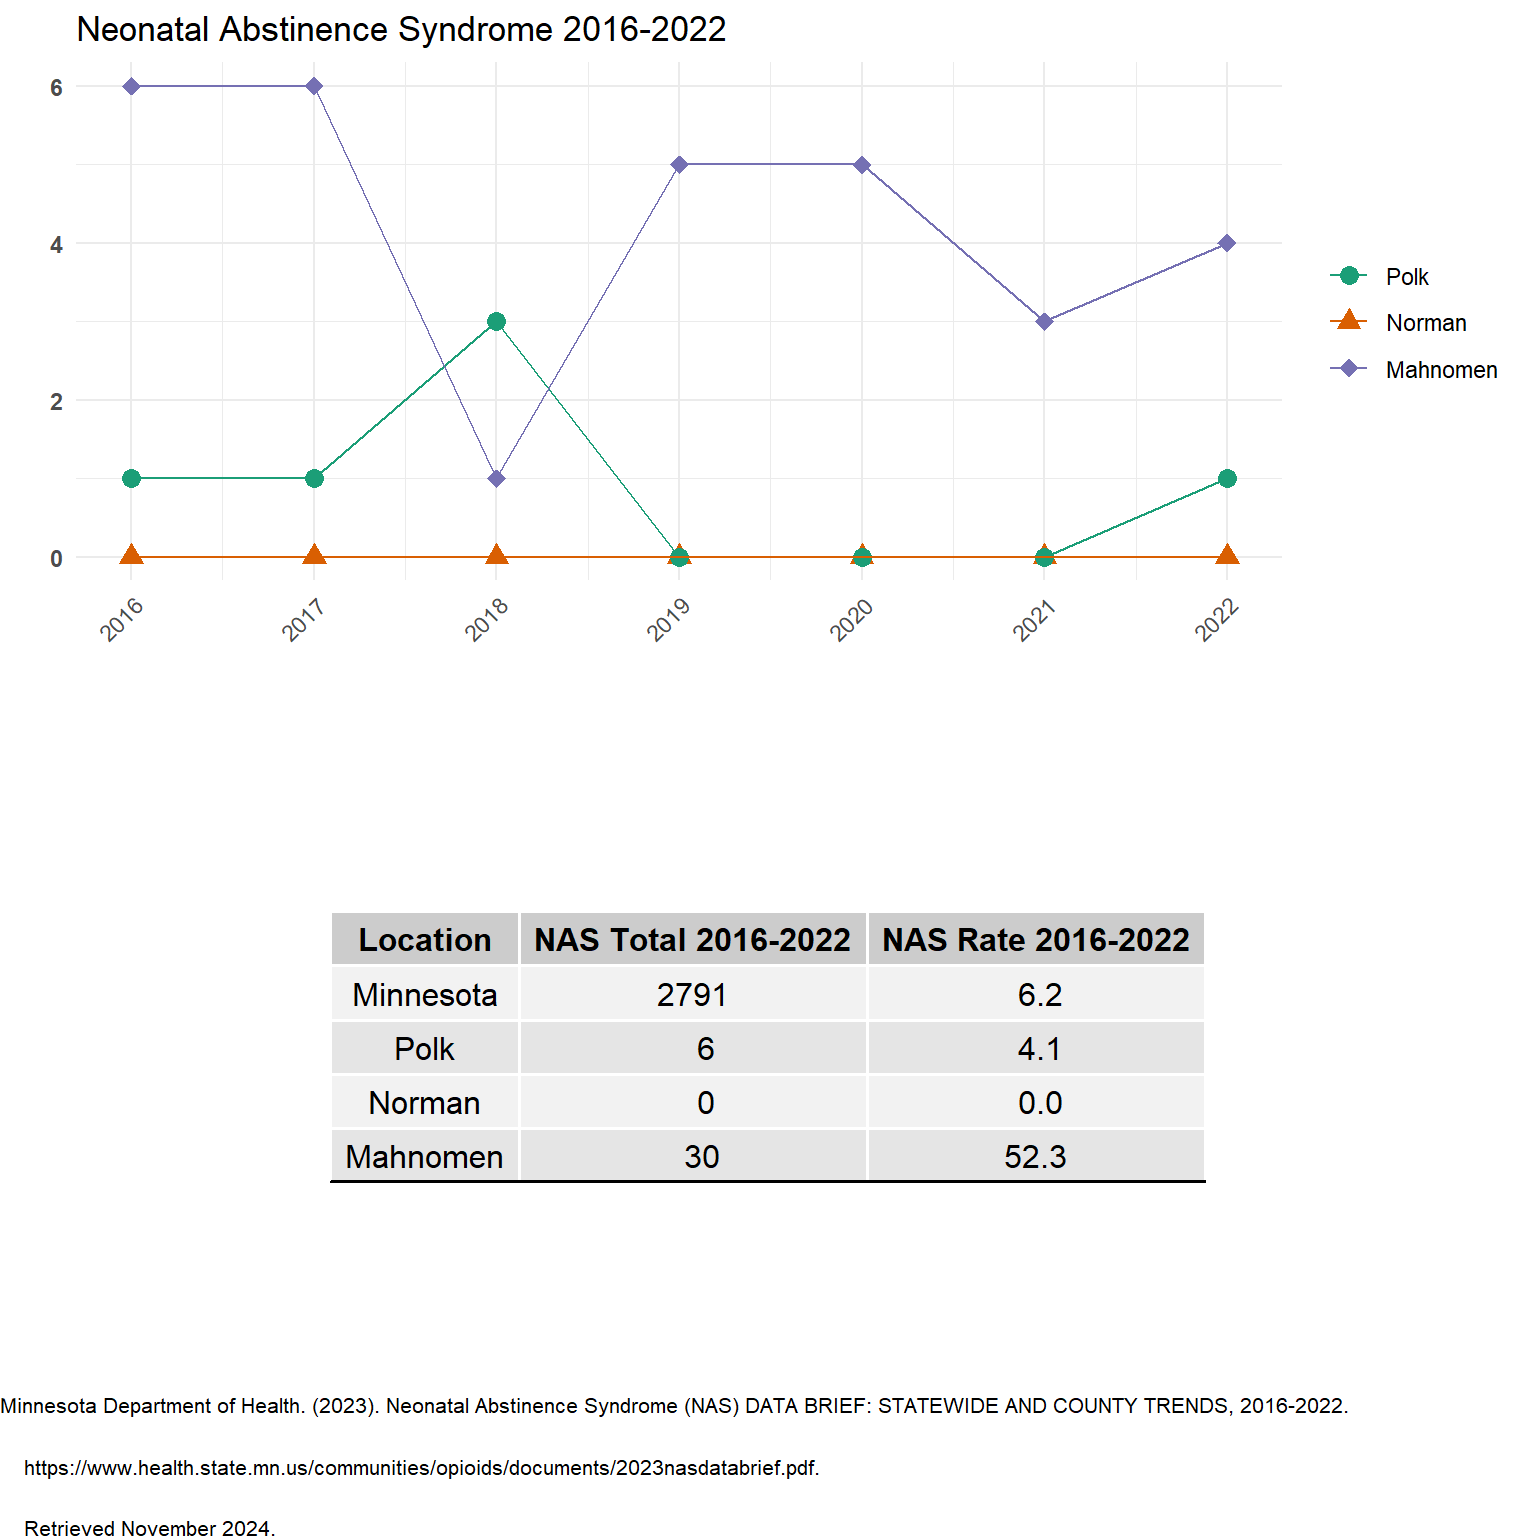 Neonatal Abstinence Syndrome 2016-2022
6
4
2
0
2016 2017 2018 2019 2020 2021 2022
Polk
Norman
Mahnomen
Location NAS Total 2016-2022 NAS Rate 2016-2022
Minnesota 2791 6.2
Polk 6 4.1
Norman 0 0.0
Mahnomen 30 52.3
Minnesota Department of Health. (2023). Neonatal Abstinence Syndrome (NAS) DATA BRIEF: STATEWIDE AND COUNTY TRENDS, 2016-2022.
https://www.health.state.mn.us/communities/opioids/documents/2023nasdatabrief.pdf.
Retrieved November 2024.